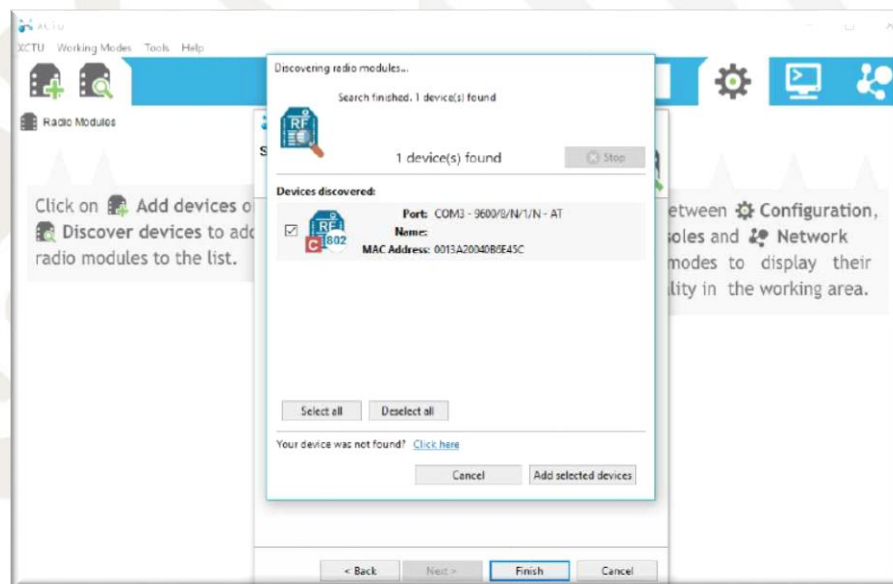 XCTU
XCTU Working Modes Tools Help
Radio Modules
Discovering radio modules...
Search finished. 1 device(s) found
1 device(s) found
Stop
Devices discovered:
Port: COM3 - 9600/8/N/1/N - AT
Name:
MAC Address: 0013A20040B6E45C
RF
C 802
Select all Deselect all
Your device was not found? Click here
Cancel Add selected devices
Click on Add devices o
Discover devices to add
radio modules to the list.
etween Configuration,
oles and Network
modes to display their
lity in the working area.
< Back Next > Finish Cancel